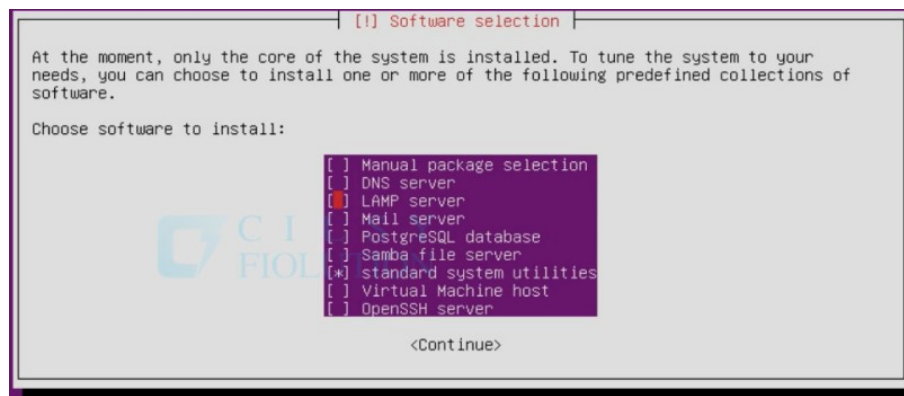 [!] Software selection
At the moment, only the core of the system is installed. To tune the system to your
needs, you can choose to install one or more of the following predefined collections of
software.
Choose software to install:
[ ] Manual package selection
[ ] DNS server
[ ] LAMP server
[ ] Mail server
[ ] PostgreSQL database
[ ] Samba file server
[*] standard system utilities
[ ] Virtual Machine host
[ ] OpenSSH server
<Continue>